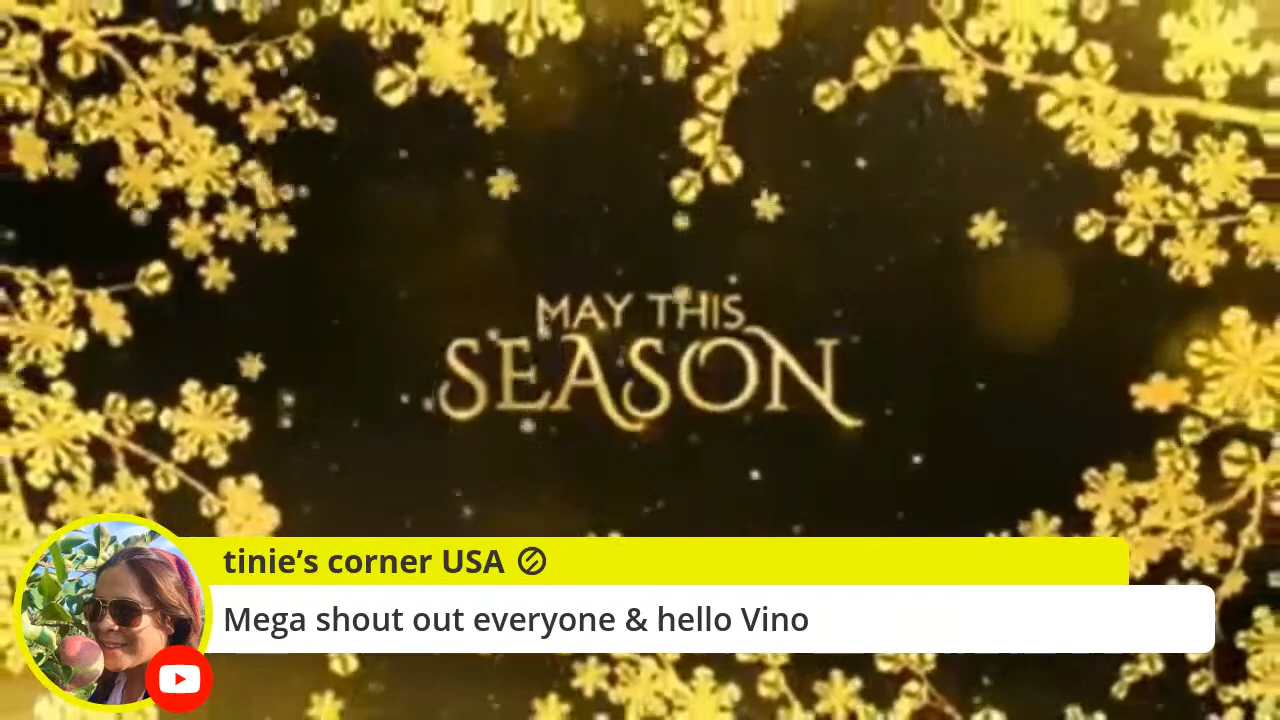 MAY THIS
SEASON
tinie’s corner USA
Mega shout out everyone & hello Vino